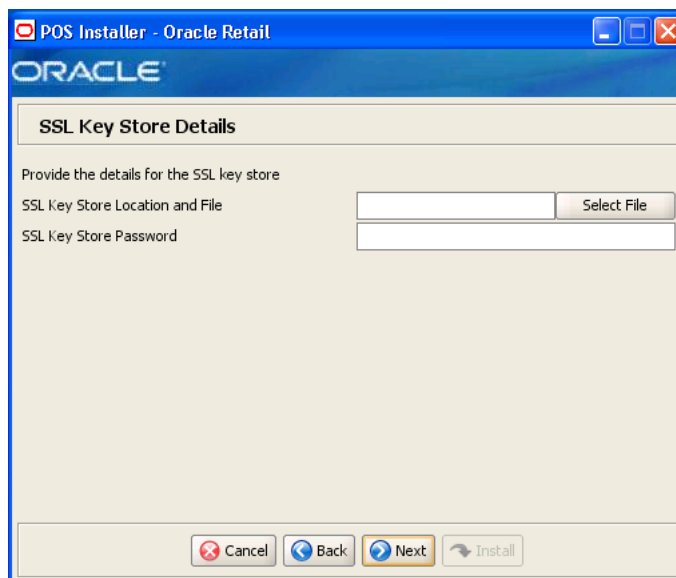 POS Installer - Oracle Retail
ORACLE
SSL Key Store Details
Provide the details for the SSL key store
SSL Key Store Location and File
Select File
SSL Key Store Password
Cancel
Back
Next
Install